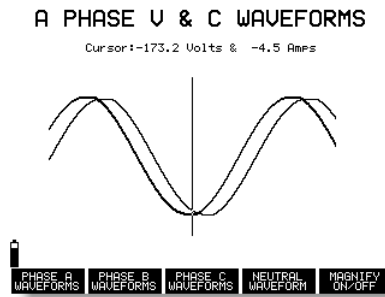 A PHASE V & C WAVEFORMS
Cursor:-173.2 Volts & -4.5 Amps
PHASE A WAVEFORMS
PHASE B WAVEFORMS
PHASE C WAVEFORMS
NEUTRAL WAVEFORM
MAGNIFY ON/OFF